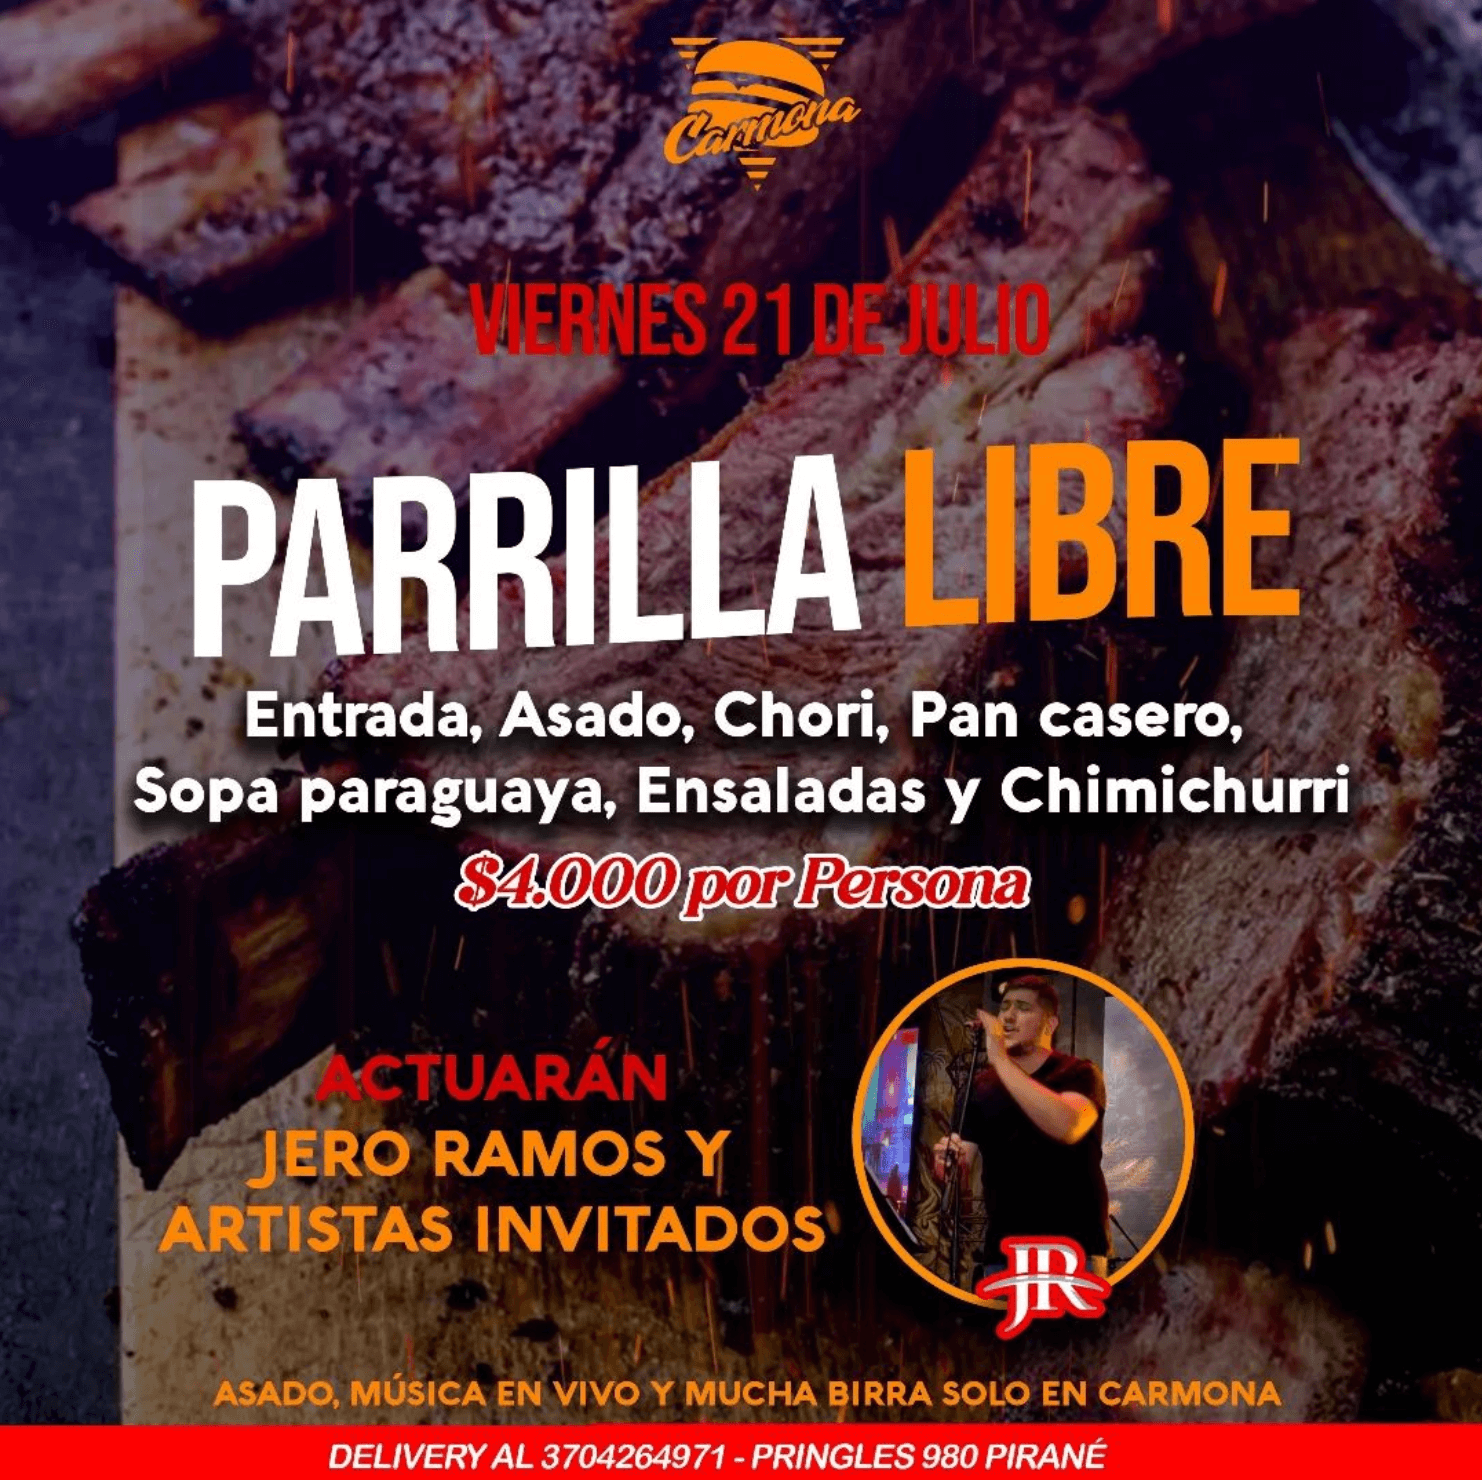 Carmona
VIERNES 21 DE JULIO
PARRILLA LIBRE
Entrada, Asado, Chori, Pan casero,
Sopa paraguaya, Ensaladas y Chimichurri
$4.000 por Persona
ACTUARÁN
JERO RAMOS Y
ARTISTAS INVITADOS
JR
ASADO, MÚSICA EN VIVO Y MUCHA BIRRA SOLO EN CARMONA
DELIVERY AL 3704264971 - PRINGLES 980 PIRANÉ